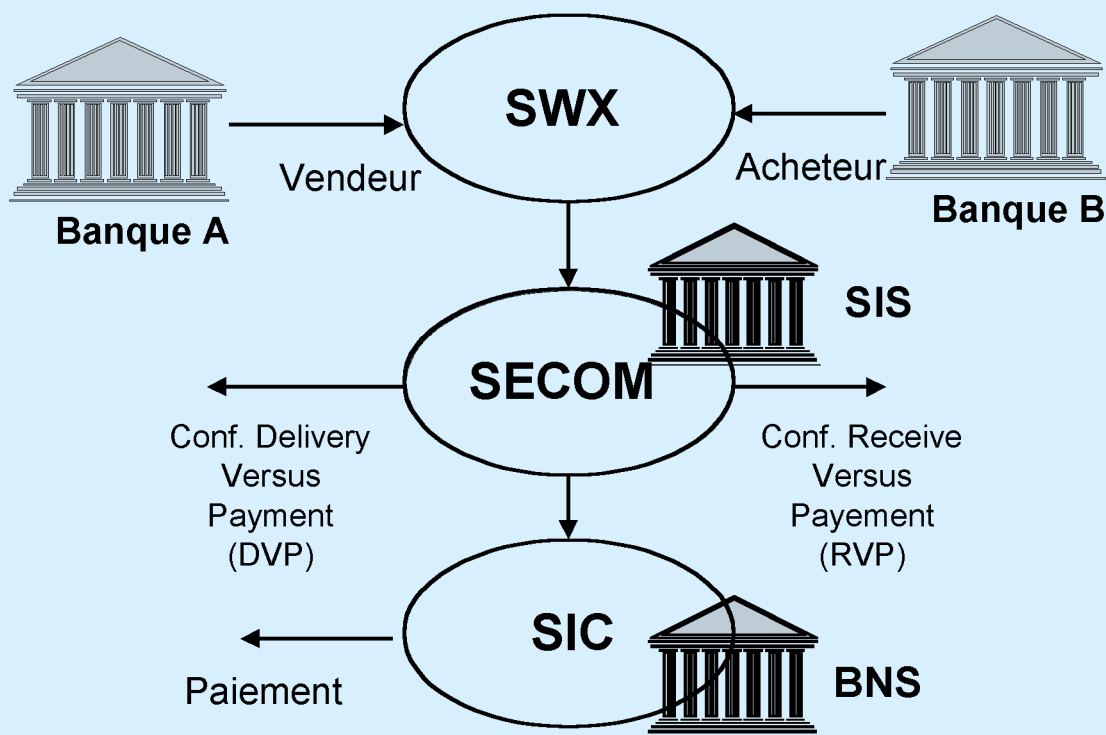 SWX
Vendeur
Acheteur
Banque A
Banque B
SIS
SECOM
Conf. Delivery
Versus
Payment
(DVP)
Conf. Receive
Versus
Payement
(RVP)
SIC
Paiement
BNS